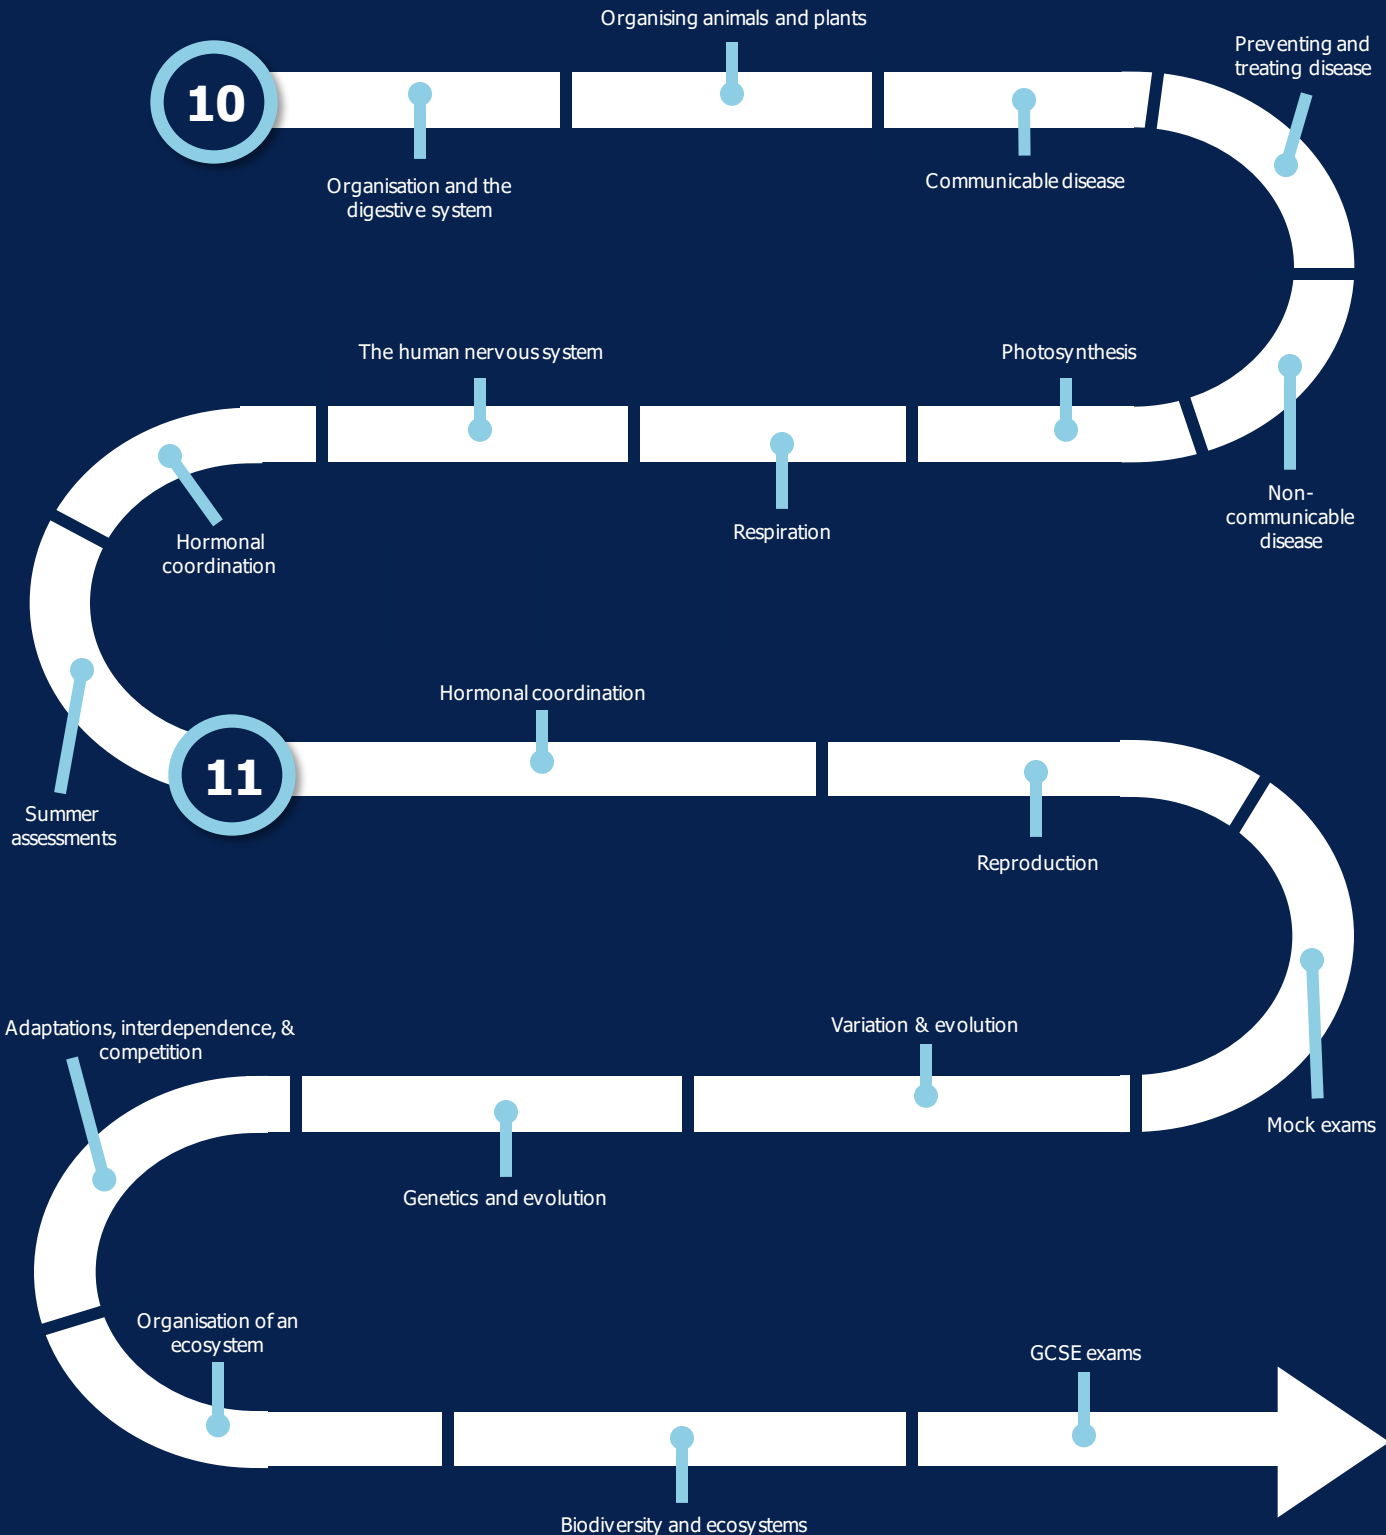 10
Organisation and the
digestive system
Organising animals and plants
Communicable disease
Preventing and
treating disease
Non-
communicable
disease
Photosynthesis
Respiration
The human nervous system
Hormonal
coordination
Summer
assessments
11
Hormonal coordination
Reproduction
Mock exams
Variation & evolution
Genetics and evolution
Adaptations, interdependence, &
competition
Organisation of an
ecosystem
Biodiversity and ecosystems
GCSE exams